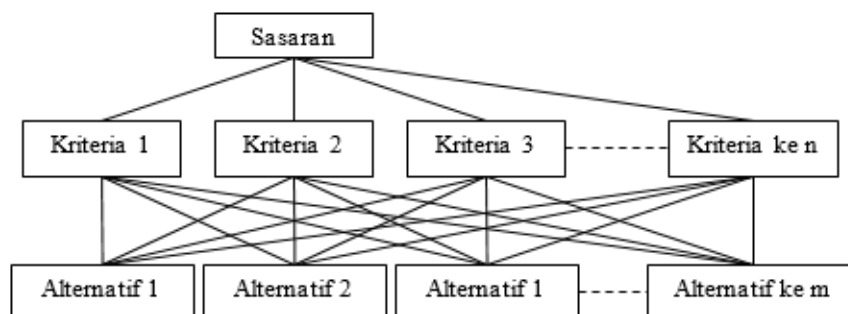 Sasaran
Kriteria 1
Kriteria 2
Kriteria 3
Kriteria ke n
Alternatif 1
Alternatif 2
Alternatif 1
Alternatif ke m